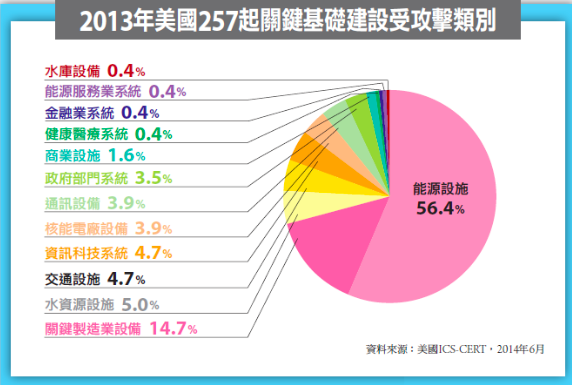 2013年美國257起關鍵基礎建設受攻擊類別
水庫設備 0.4%
能源服務業系統 0.4%
金融業系統 0.4%
健康醫療系統 0.4%
商業設施 1.6%
政府部門系統 3.5%
通訊設備 3.9%
核能電廠設備 3.9%
資訊科技系統 4.7%
交通設施 4.7%
水資源設施 5.0%
關鍵製造業設備 14.7%
能源設施
56.4%
資料來源：美國ICS-CERT，2014年6月